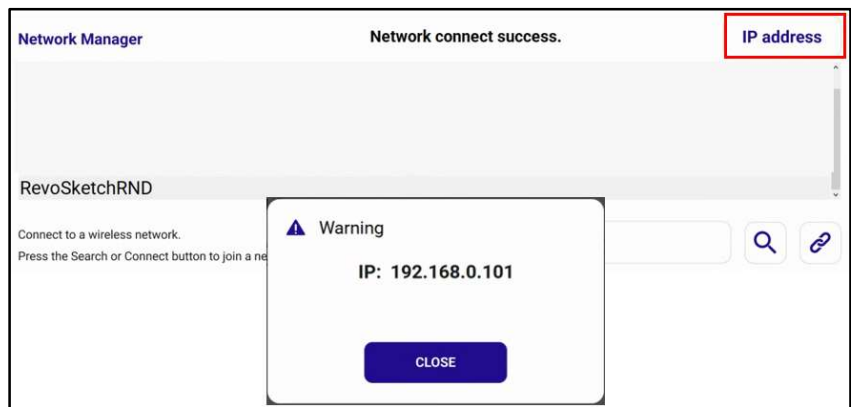 Network Manager
Network connect success.
IP address
RevoSketchRND
Connect to a wireless network.
Press the Search or Connect button to join a ne
Warning
IP: 192.168.0.101
CLOSE